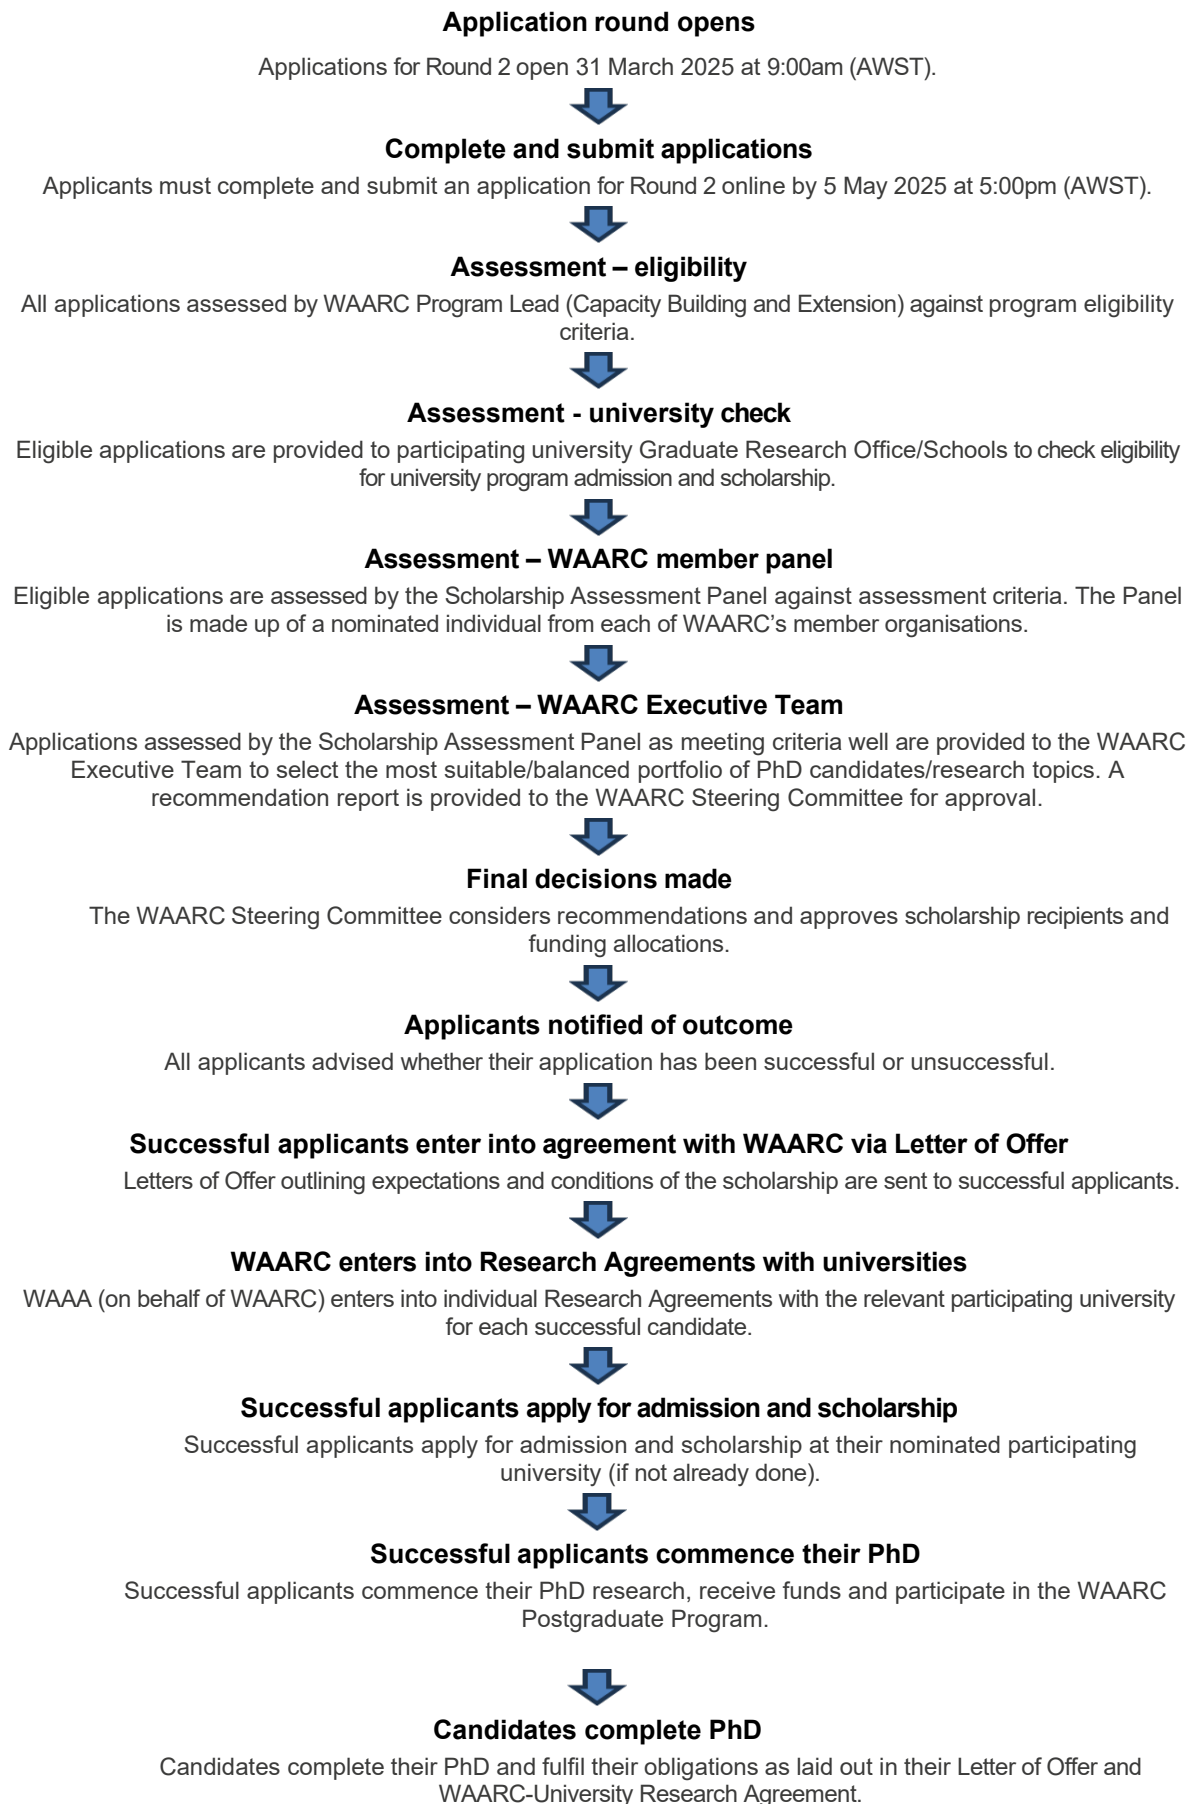 Application round opens
Applications for Round 2 open 31 March 2025 at 9:00am (AWST).
Complete and submit applications
Applicants must complete and submit an application for Round 2 online by 5 May 2025 at 5:00pm (AWST).
Assessment – eligibility
All applications assessed by WAARC Program Lead (Capacity Building and Extension) against program eligibility
criteria.
Assessment - university check
Eligible applications are provided to participating university Graduate Research Office/Schools to check eligibility
for university program admission and scholarship.
Assessment – WAARC member panel
Eligible applications are assessed by the Scholarship Assessment Panel against assessment criteria. The Panel
is made up of a nominated individual from each of WAARC's member organisations.
Assessment – WAARC Executive Team
Applications assessed by the Scholarship Assessment Panel as meeting criteria well are provided to the WAARC
Executive Team to select the most suitable/balanced portfolio of PhD candidates/research topics. A
recommendation report is provided to the WAARC Steering Committee for approval.
Final decisions made
The WAARC Steering Committee considers recommendations and approves scholarship recipients and
funding allocations.
Applicants notified of outcome
All applicants advised whether their application has been successful or unsuccessful.
Successful applicants enter into agreement with WAARC via Letter of Offer
Letters of Offer outlining expectations and conditions of the scholarship are sent to successful applicants.
WAARC enters into Research Agreements with universities
WAAA (on behalf of WAARC) enters into individual Research Agreements with the relevant participating university
for each successful candidate.
Successful applicants apply for admission and scholarship
Successful applicants apply for admission and scholarship at their nominated participating
university (if not already done).
Successful applicants commence their PhD
Successful applicants commence their PhD research, receive funds and participate in the WAARC
Postgraduate Program.
Candidates complete PhD
Candidates complete their PhD and fulfil their obligations as laid out in their Letter of Offer and
WAARC-University Research Agreement.